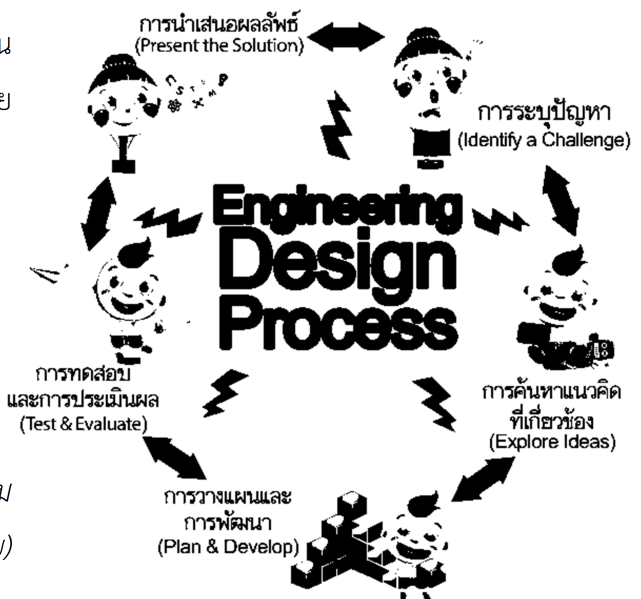 น
ย
การนำเสนอผลลัพธ์
(Present the Solution)
การระบุปัญหา
(Identify a Challenge)
Engineering
Design
Process
การค้นหาแนวคิด
ที่เกี่ยวข้อง
(Explore Ideas)
การทดสอบ
และการประเมินผล
(Test & Evaluate)
การวางแผนและ
การพัฒนา
(Plan & Develop)
ม